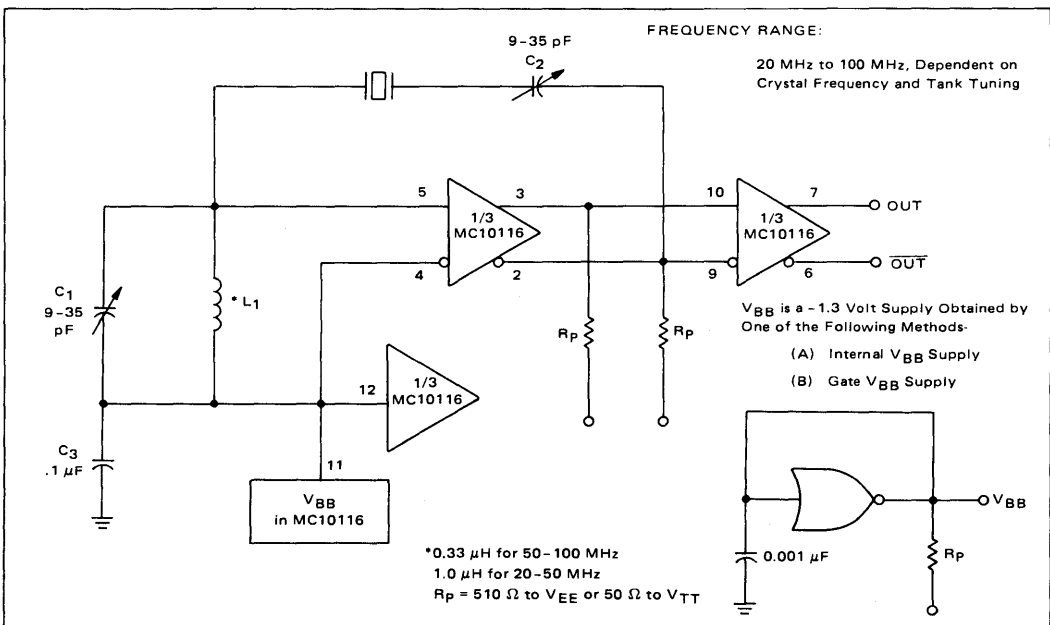 FREQUENCY RANGE:
20 MHz to 100 MHz, Dependent on
Crystal Frequency and Tank Tuning
9-35 pF
C2
5
3
10
7
OUT
1/3
MC10116
1/3
MC10116
4
2
9
6
OUT
C1
9-35
pF
*L1
RP
RP
VBB is a -1.3 Volt Supply Obtained by
One of the Following Methods-
(A) Internal VBB Supply
(B) Gate VBB Supply
12
1/3
MC10116
C3
.1 μF
11
VBB
in MC10116
VBB
0.001 μF
RP
*0.33 μH for 50-100 MHz
1.0 μH for 20-50 MHz
RP = 510 Ω to VEE or 50 Ω to VTT